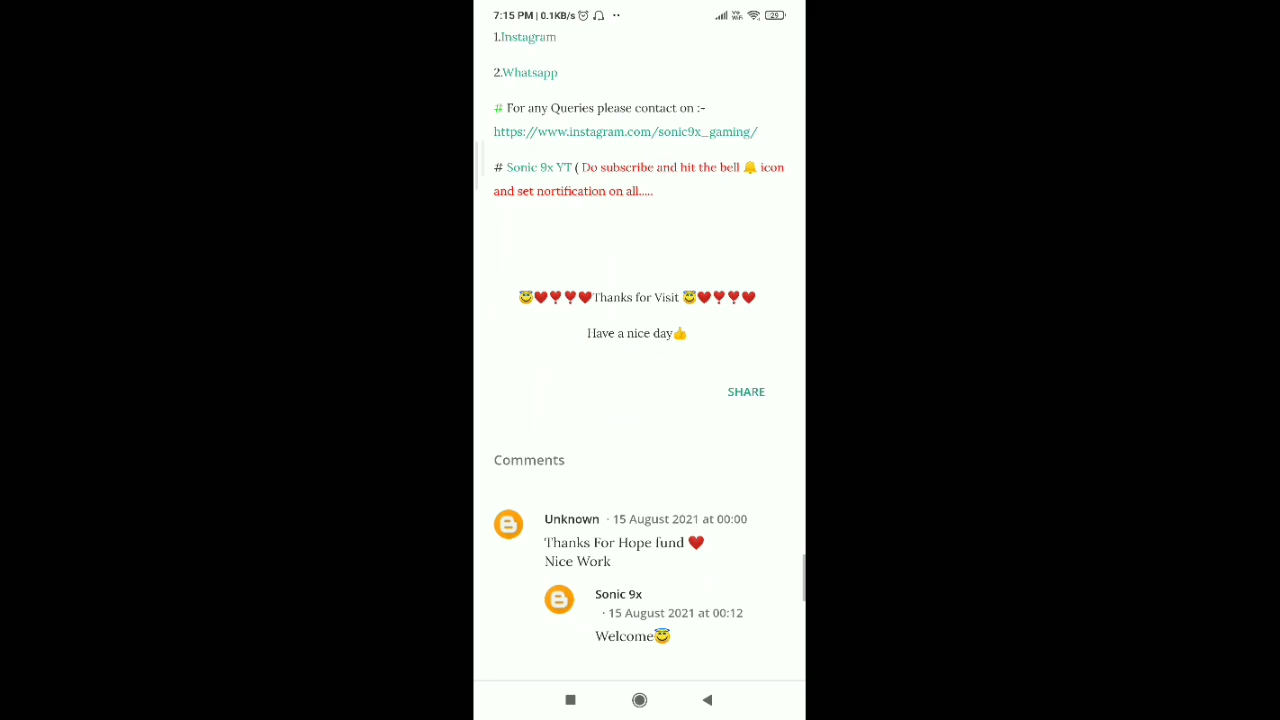 7:15 PM | 0.1KB/s
29
1.Instagram
2.Whatsapp
# For any Queries please contact on :-
https://www.instagram.com/sonic9x_gaming/
# Sonic 9x YT ( Do subscribe and hit the bell 🔔 icon
and set nortification on all.....
😇❤️❣️❣️❤️Thanks for Visit 😇❤️❣️❣️❤️
Have a nice day👍
SHARE
Comments
Unknown · 15 August 2021 at 00:00
Thanks For Hope fund ❤️
Nice Work
Sonic 9x
· 15 August 2021 at 00:12
Welcome😇